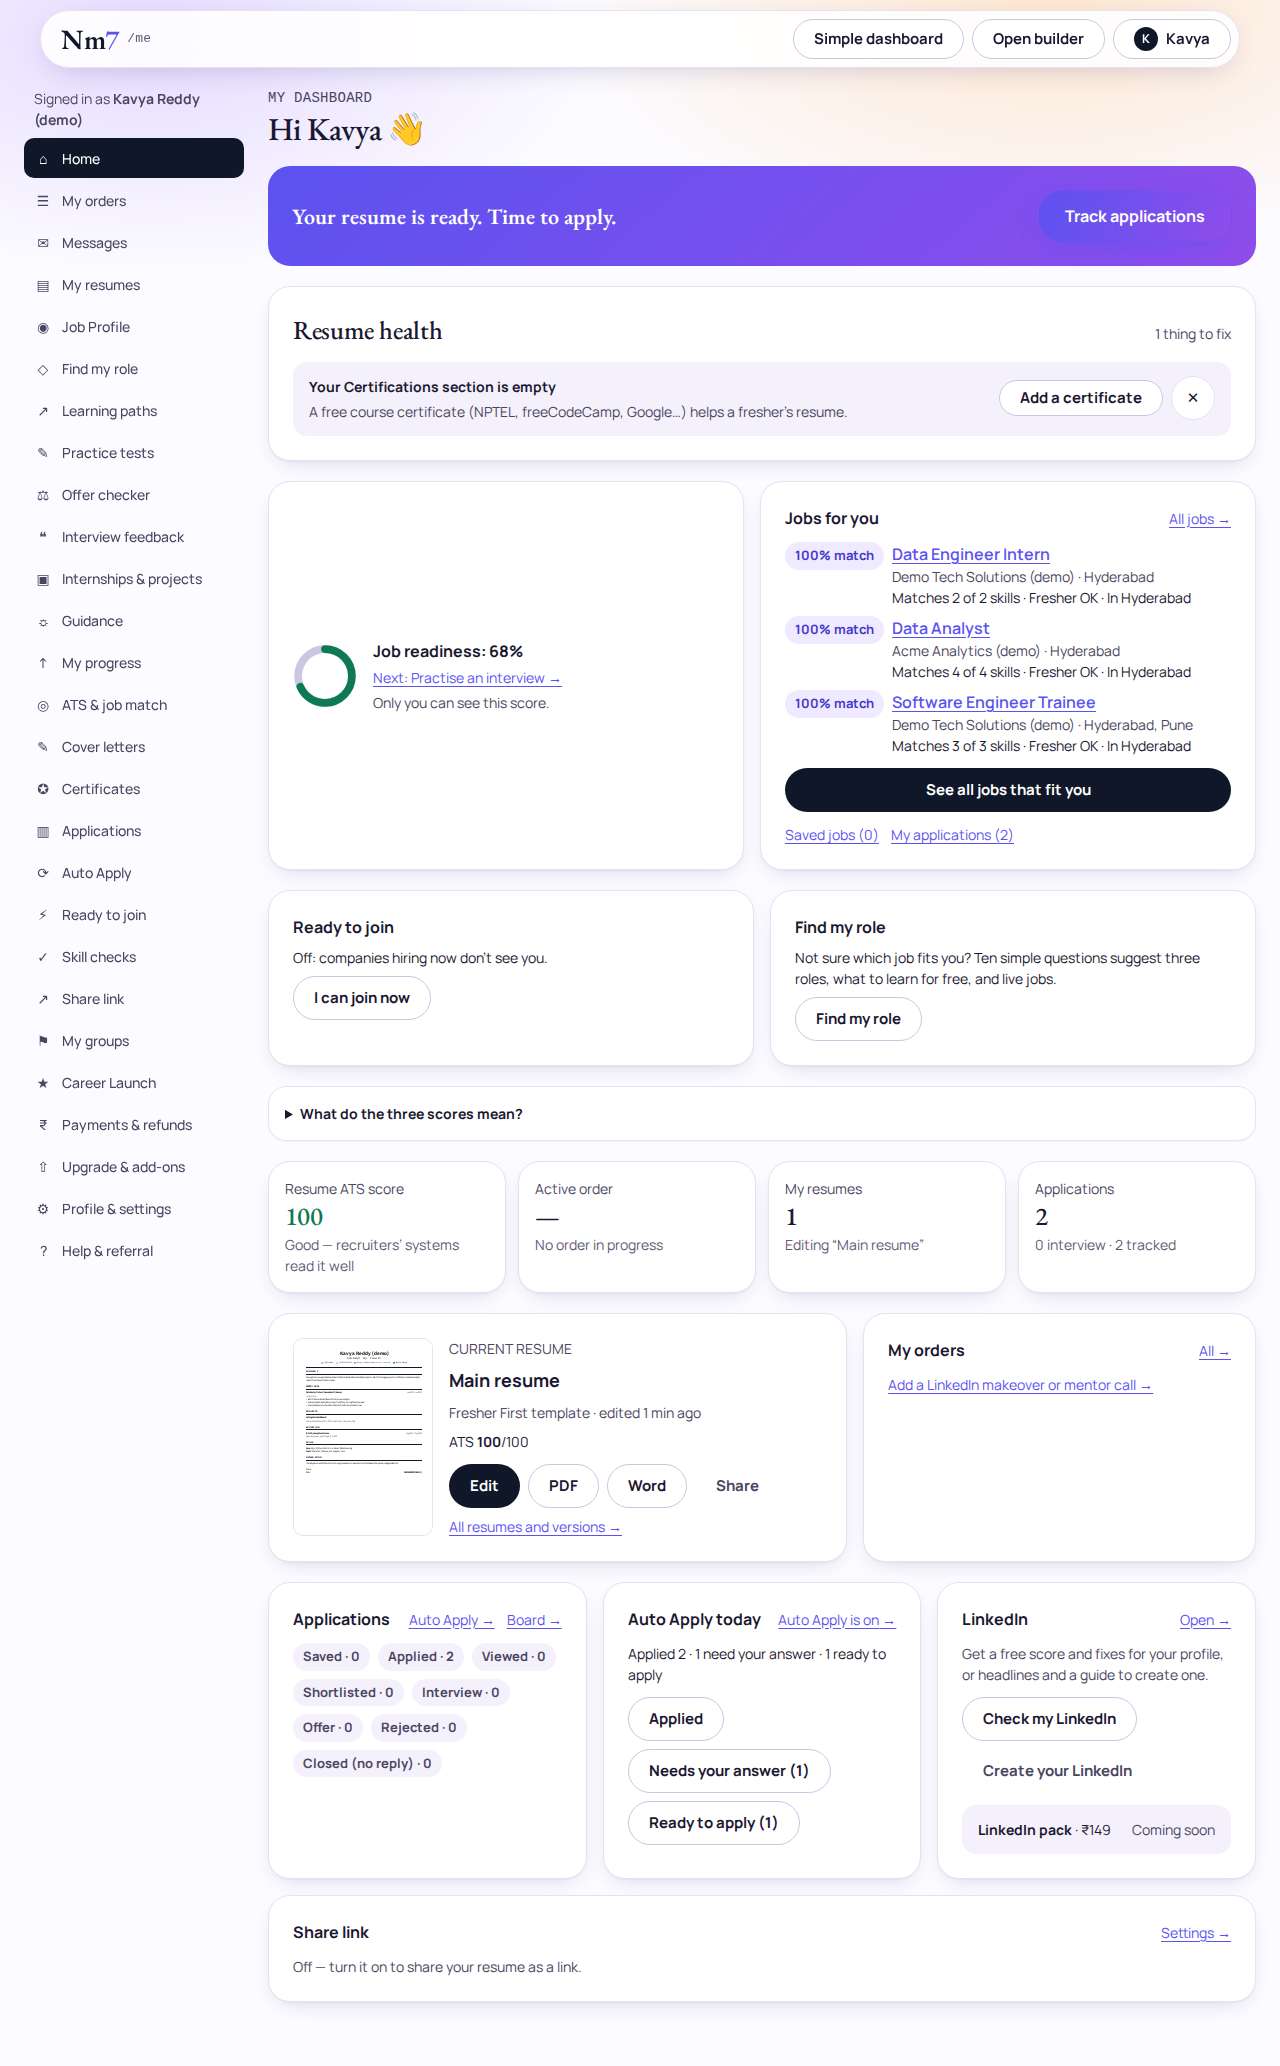 Nm7 /me
Simple dashboard
Open builder
K Kavya
Signed in as Kavya Reddy
(demo)
Home
My orders
Messages
My resumes
Job Profile
Find my role
Learning paths
Practice tests
Offer checker
Interview feedback
Internships & projects
Guidance
My progress
ATS & job match
Cover letters
Certificates
Applications
Auto Apply
Ready to join
Skill checks
Share link
My groups
Career Launch
₹ Payments & refunds
Upgrade & add-ons
Profile & settings
? Help & referral
MY DASHBOARD
Hi Kavya 👋
Your resume is ready. Time to apply.
Track applications
Resume health
1 thing to fix
Your Certifications section is empty
A free course certificate (NPTEL, freeCodeCamp, Google…) helps a fresher's resume.
Add a certificate
✕
Job readiness: 68%
Next: Practise an interview →
Only you can see this score.
Jobs for you
All jobs →
100% match
Data Engineer Intern
Demo Tech Solutions (demo) · Hyderabad
Matches 2 of 2 skills · Fresher OK · In Hyderabad
100% match
Data Analyst
Acme Analytics (demo) · Hyderabad
Matches 4 of 4 skills · Fresher OK · In Hyderabad
100% match
Software Engineer Trainee
Demo Tech Solutions (demo) · Hyderabad, Pune
Matches 3 of 3 skills · Fresher OK · In Hyderabad
See all jobs that fit you
Saved jobs (0)
My applications (2)
Ready to join
Off: companies hiring now don't see you.
I can join now
Find my role
Not sure which job fits you? Ten simple questions suggest three
roles, what to learn for free, and live jobs.
Find my role
▶ What do the three scores mean?
Resume ATS score
100
Good — recruiters' systems
read it well
Active order
—
No order in progress
My resumes
1
Editing “Main resume”
Applications
2
0 interview · 2 tracked
Kavya Reddy (demo)
CURRENT RESUME
Main resume
Fresher First template · edited 1 min ago
ATS 100/100
Edit
PDF
Word
Share
All resumes and versions →
My orders
All →
Add a LinkedIn makeover or mentor call →
Applications
Auto Apply →
Board →
Saved · 0
Applied · 2
Viewed · 0
Shortlisted · 0
Interview · 0
Offer · 0
Rejected · 0
Closed (no reply) · 0
Auto Apply today
Auto Apply is on →
Applied 2 · 1 need your answer · 1 ready to
apply
Applied
Needs your answer (1)
Ready to apply (1)
LinkedIn
Open →
Get a free score and fixes for your profile,
or headlines and a guide to create one.
Check my LinkedIn
Create your LinkedIn
LinkedIn pack · ₹149
Coming soon
Share link
Settings →
Off — turn it on to share your resume as a link.